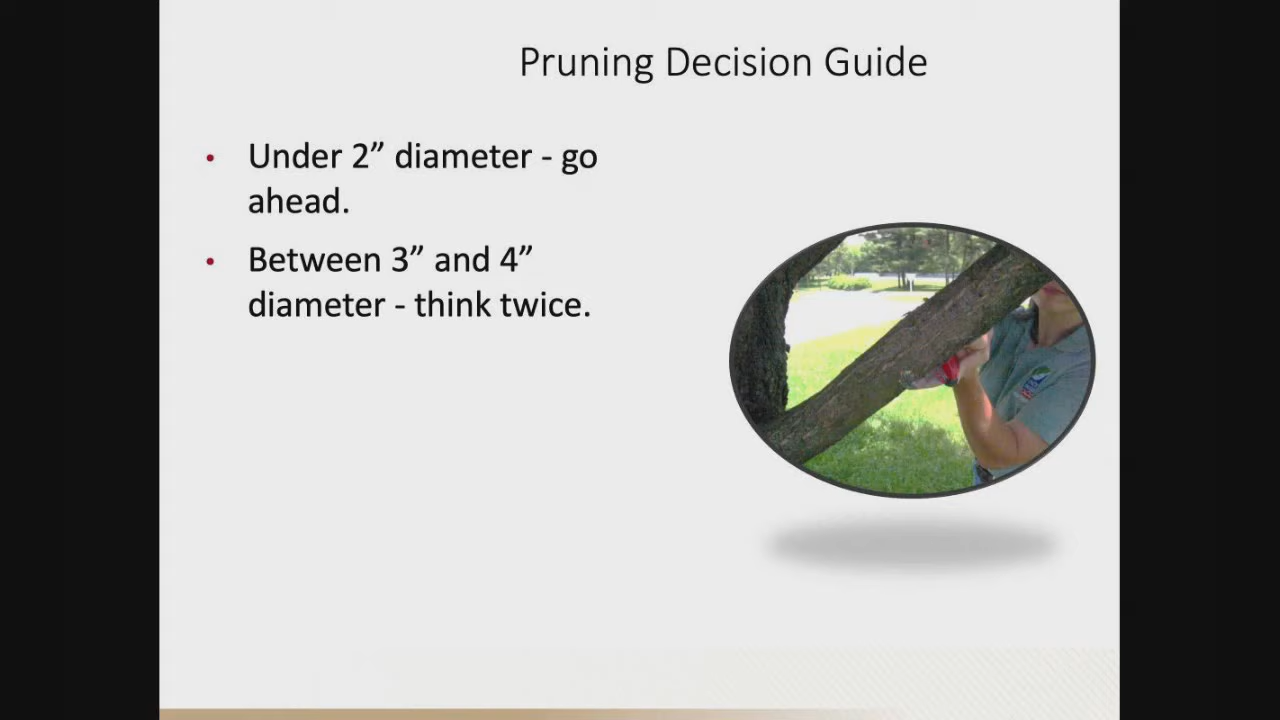 Pruning Decision Guide
• Under 2” diameter - go
ahead.
• Between 3” and 4”
diameter - think twice.